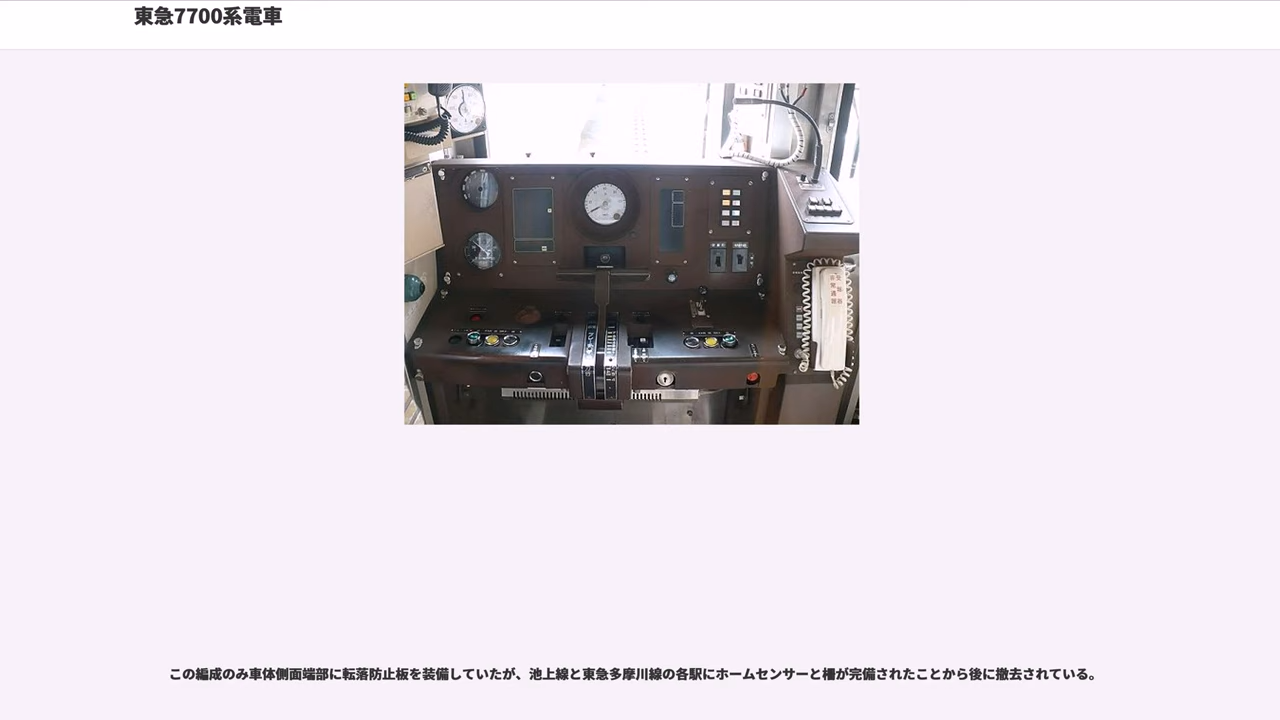 東急7700系電車
この編成のみ車体側面端部に転落防止板を装備していたが、池上線と東急多摩川線の各駅にホームセンサーと柵が完備されたことから後に撤去されている。